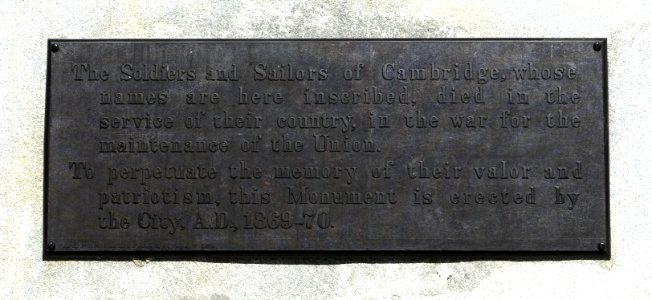 The Soldiers and Sailors of Cambridge, whose
names are here inscribed, died in the
service of their country, in the war for the
maintenance of the Union.
To perpetuate the memory of their valor and
patriotism, this Monument is erected by
the City, A.D., 1869-70.